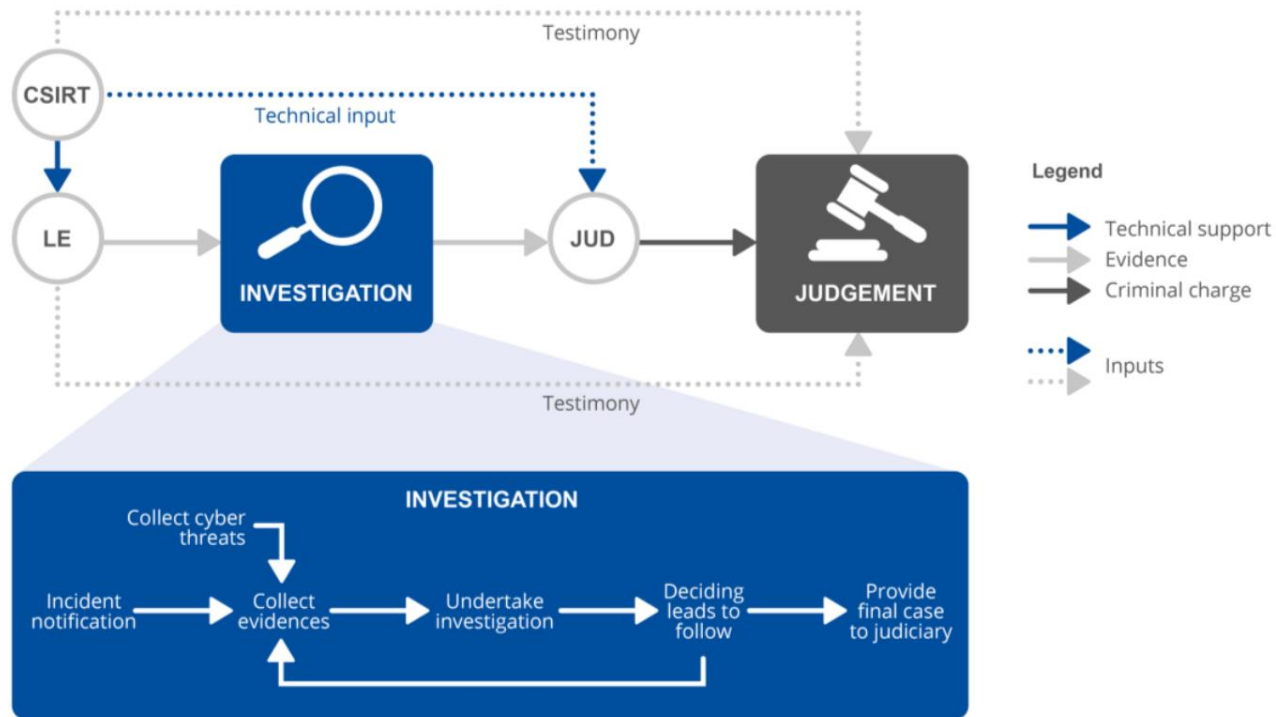 Testimony
CSIRT
Technical input
LE
INVESTIGATION
JUD
JUDGEMENT
Testimony
Legend
Technical support
Evidence
Criminal charge
Inputs
INVESTIGATION
Collect cyber
threats
Incident
notification
Collect
evidences
Undertake
investigation
Deciding
leads to
follow
Provide
final case
to judiciary